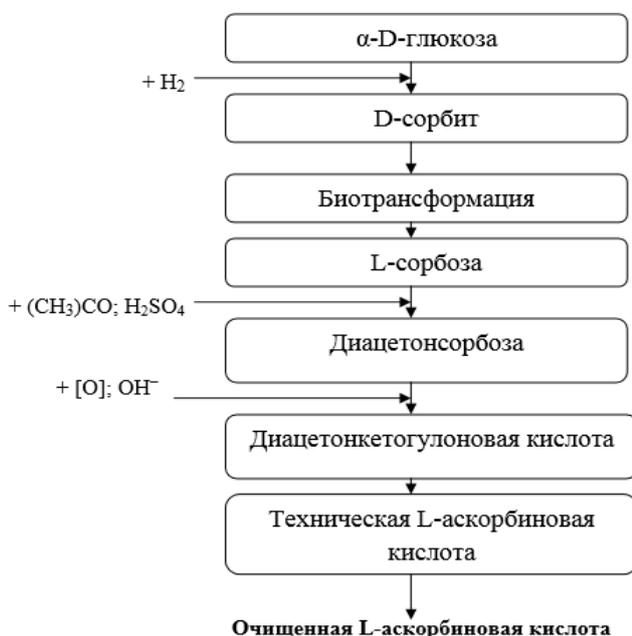 α-D-глюкоза
+ H2
D-сорбит
Биотрансформация
L-сорбоза
+ (CH3)CO; H2SO4
Диацетонсорбоза
+ [O]; OH−
Диацетонкетогулоновая кислота
Техническая L-аскорбиновая
кислота
Очищенная L-аскорбиновая кислота